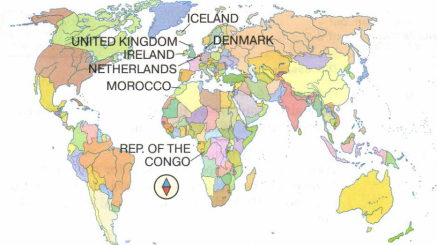 ICELAND
UNITED KINGDOM
DENMARK
IRELAND
NETHERLANDS
MOROCCO
REP. OF THE
CONGO